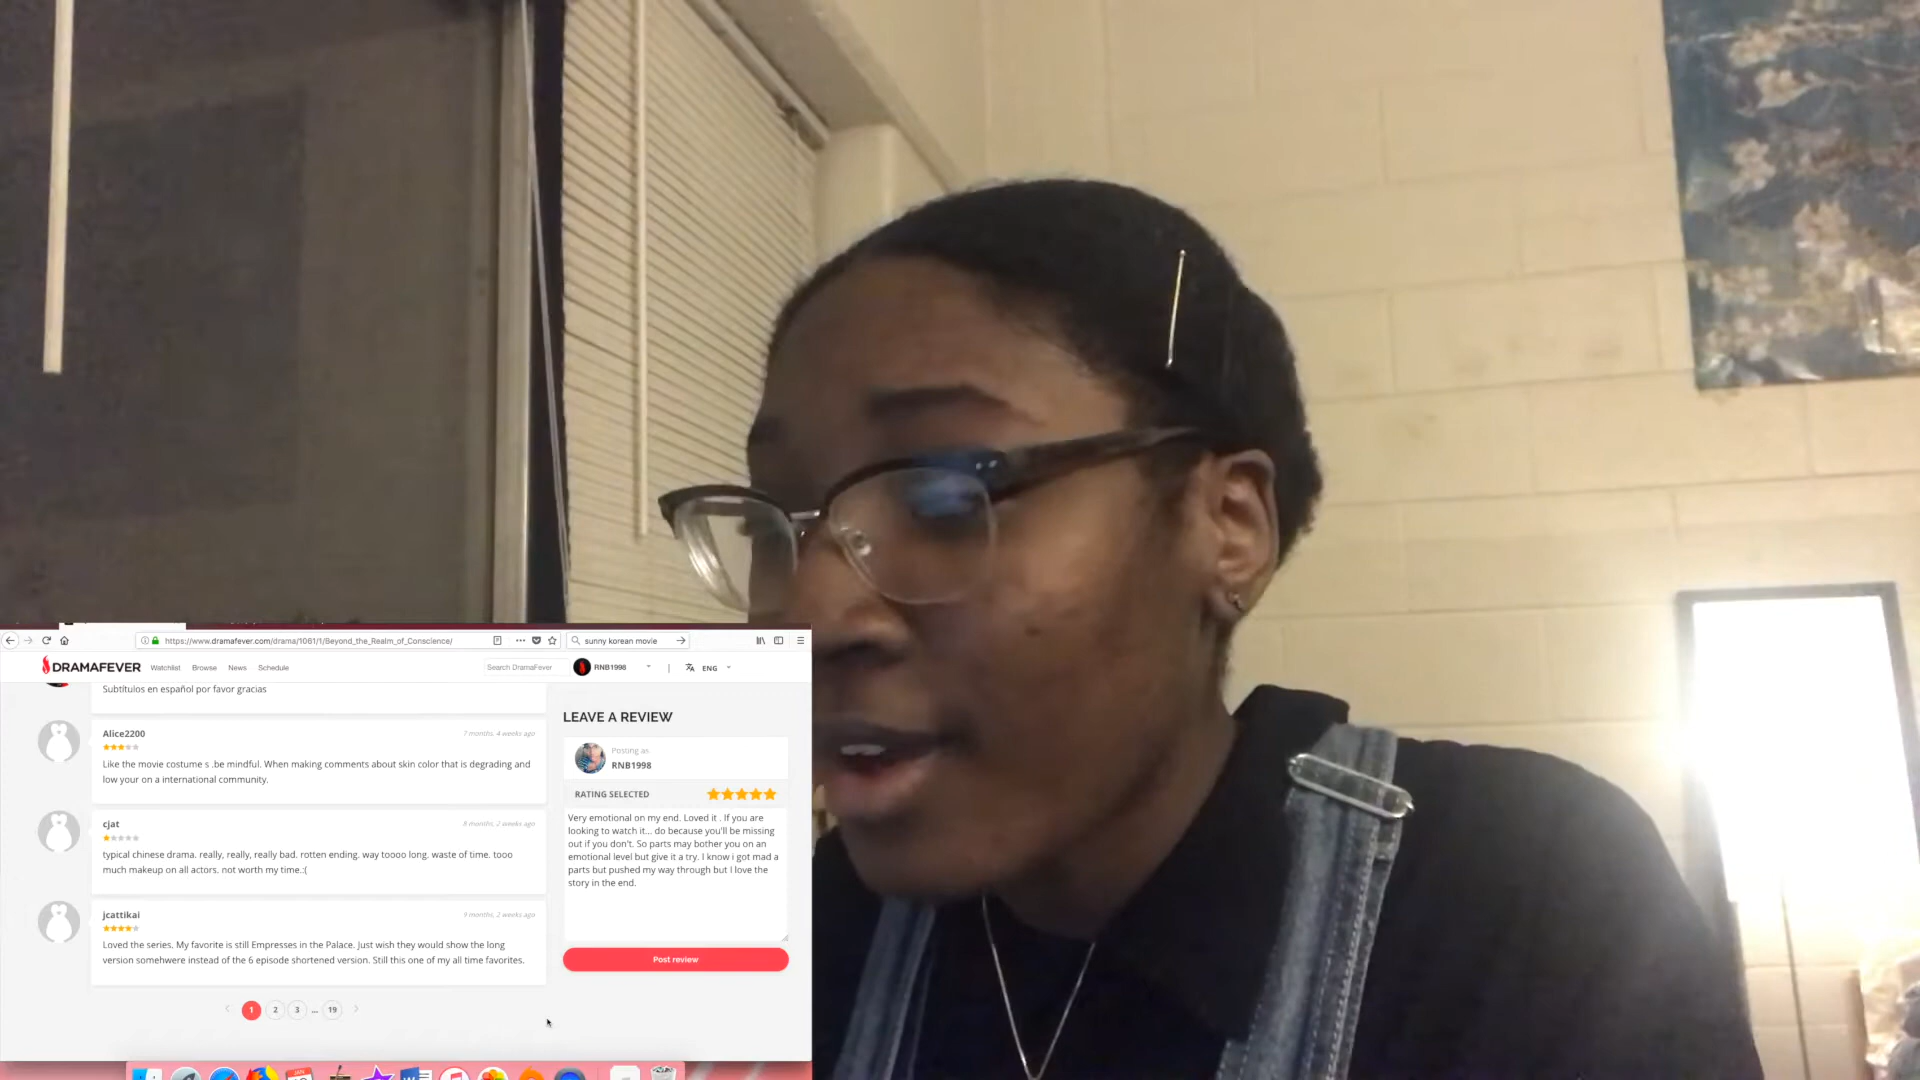 https://www.dramafever.com/drama/1061/1/Beyond_the_Realm_of_Conscience/
sunny korean movie
DRAMAFEVER
Watchlist
Browse
News
Schedule
Search DramaFever
RNB1998
ENG
Subtítulos en español por favor gracias
Alice2200
7 months, 4 weeks ago
Like the movie costume s .be mindful. When making comments about skin color that is degrading and
low your on a international community.
cjat
8 months, 2 weeks ago
typical chinese drama. really, really, really bad. rotten ending. way toooo long. waste of time. tooo
much makeup on all actors. not worth my time.:(
jcattikai
9 months, 2 weeks ago
Loved the series. My favorite is still Empresses in the Palace. Just wish they would show the long
version somehwere instead of the 6 episode shortened version. Still this one of my all time favorites.
1
2
3
...
19
LEAVE A REVIEW
Posting as
RNB1998
RATING SELECTED
Very emotional on my end. Loved it . If you are
looking to watch it... do because you'll be missing
out if you don't. So parts may bother you on an
emotional level but give it a try. I know i got mad a
parts but pushed my way through but I love the
story in the end.
Post review
JAN